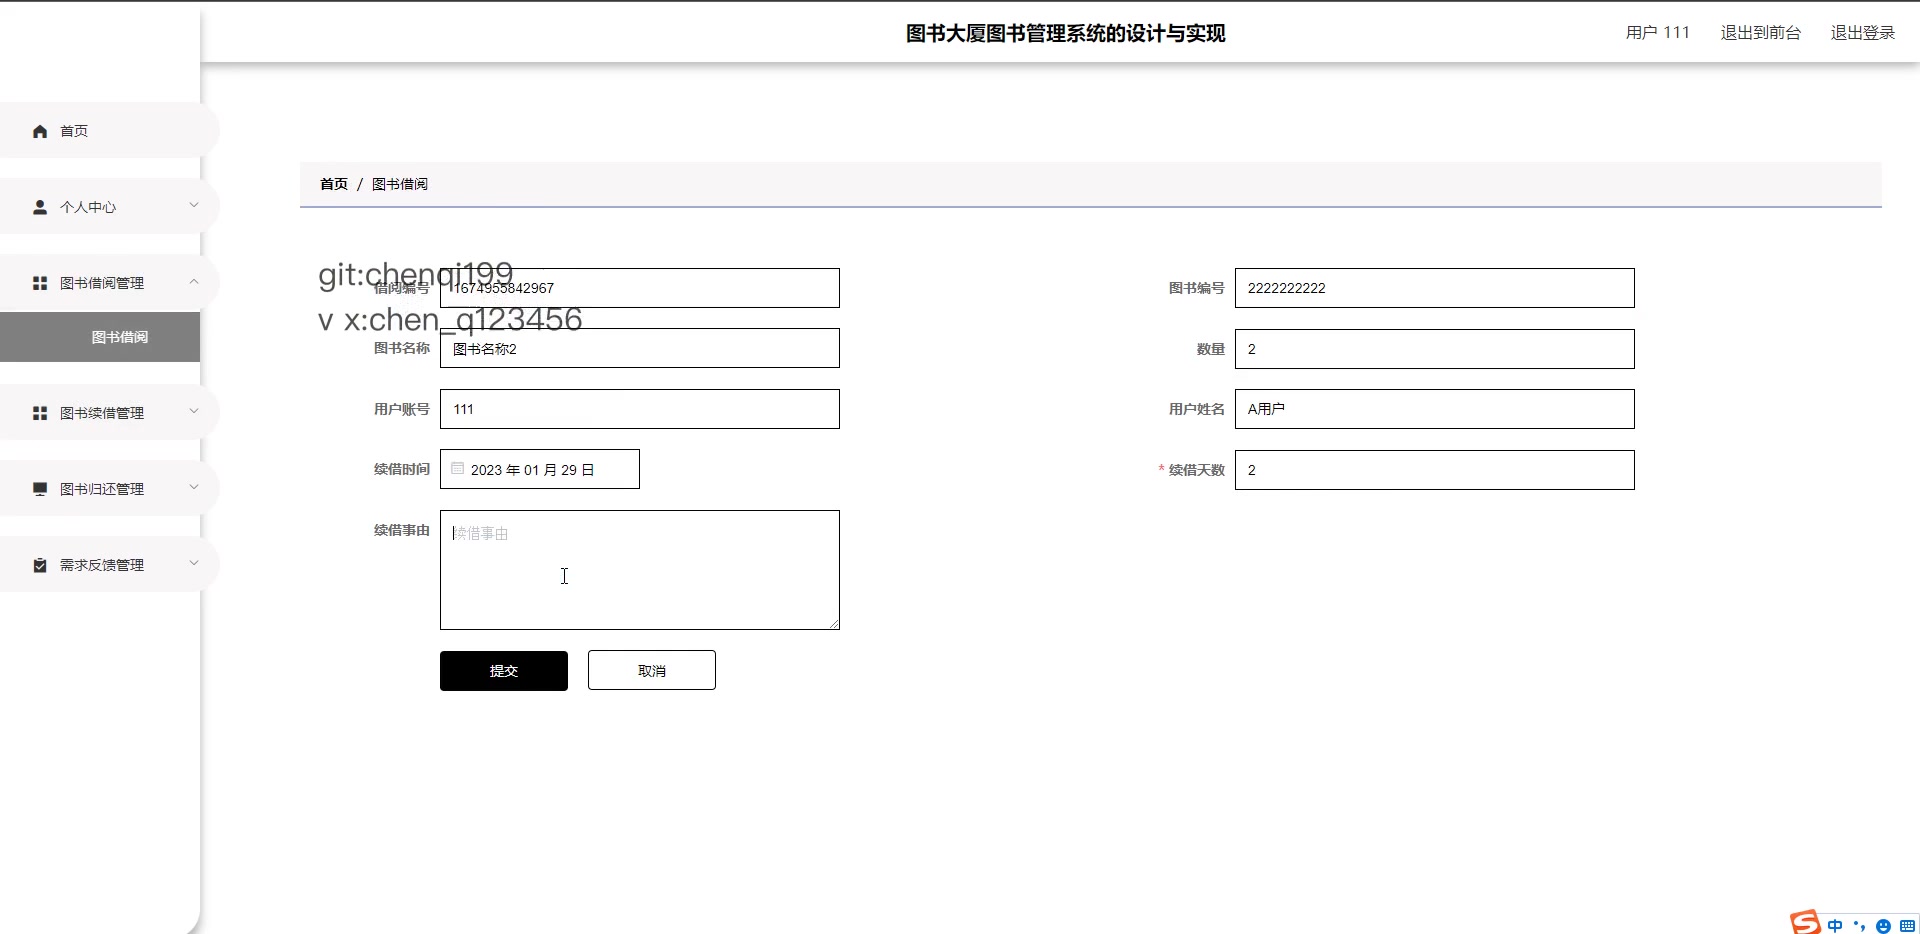 图书大厦图书管理系统的设计与实现
用户 111
退出到前台
退出登录
首页
个人中心
图书借阅管理
图书借阅
图书续借管理
图书归还管理
需求反馈管理
首页 / 图书借阅
git:chenqi199
v x:chen_q123456
借阅编号 1674955842967
图书编号 2222222222
图书名称 图书名称2
数量 2
用户账号 111
用户姓名 A用户
续借时间 2023 年 01 月 29 日
* 续借天数 2
续借事由 续借事由
提交
取消
S 中